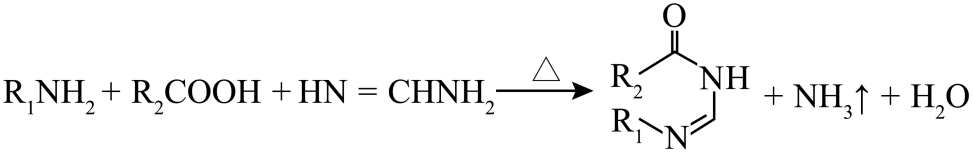 R₁NH₂ + R₂COOH + HN = CHNH₂ △ R₂ O NH R₁ N + NH₃↑ + H₂O